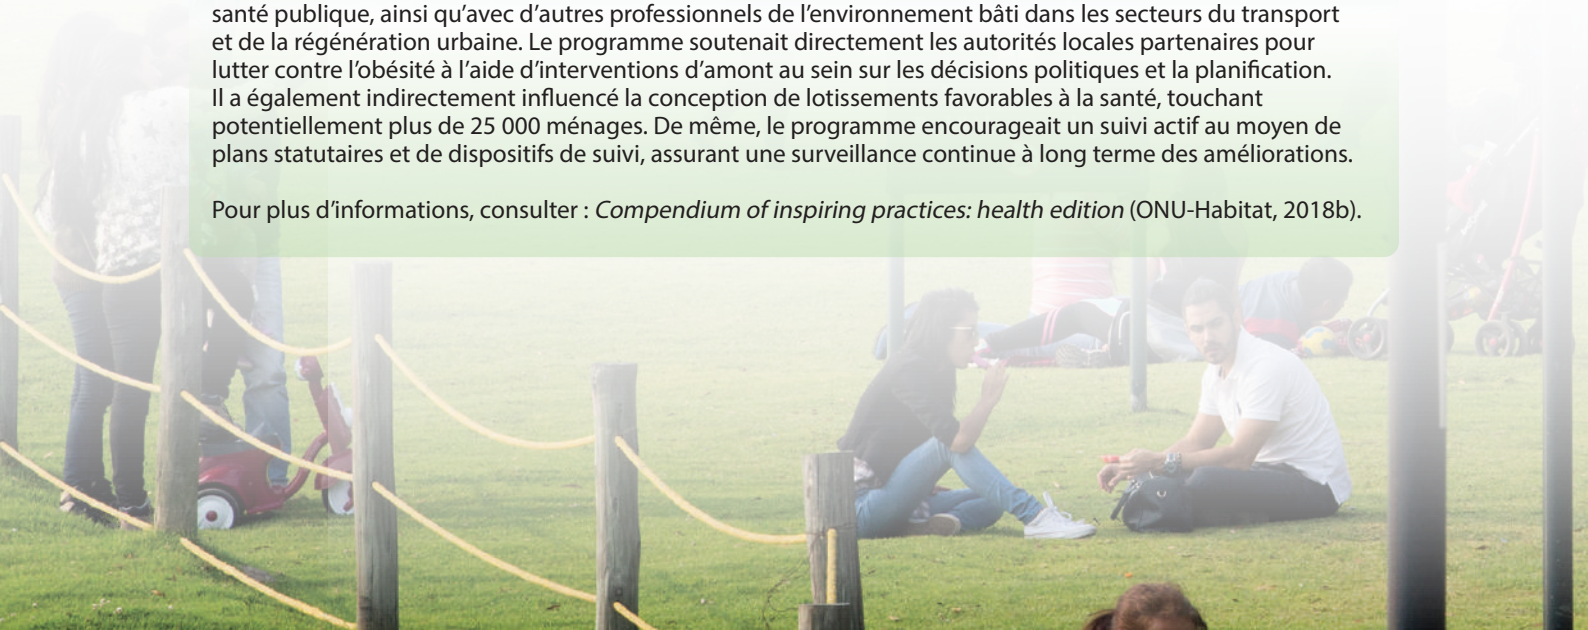 santé publique, ainsi qu’avec d’autres professionnels de l’environnement bâti dans les secteurs du transport
et de la régénération urbaine. Le programme soutenait directement les autorités locales partenaires pour
lutter contre l’obésité à l’aide d’interventions d’amont au sein sur les décisions politiques et la planification.
Il a également indirectement influencé la conception de lotissements favorables à la santé, touchant
potentiellement plus de 25 000 ménages. De même, le programme encourageait un suivi actif au moyen de
plans statutaires et de dispositifs de suivi, assurant une surveillance continue à long terme des améliorations.
Pour plus d’informations, consulter : Compendium of inspiring practices: health edition (ONU-Habitat, 2018b).